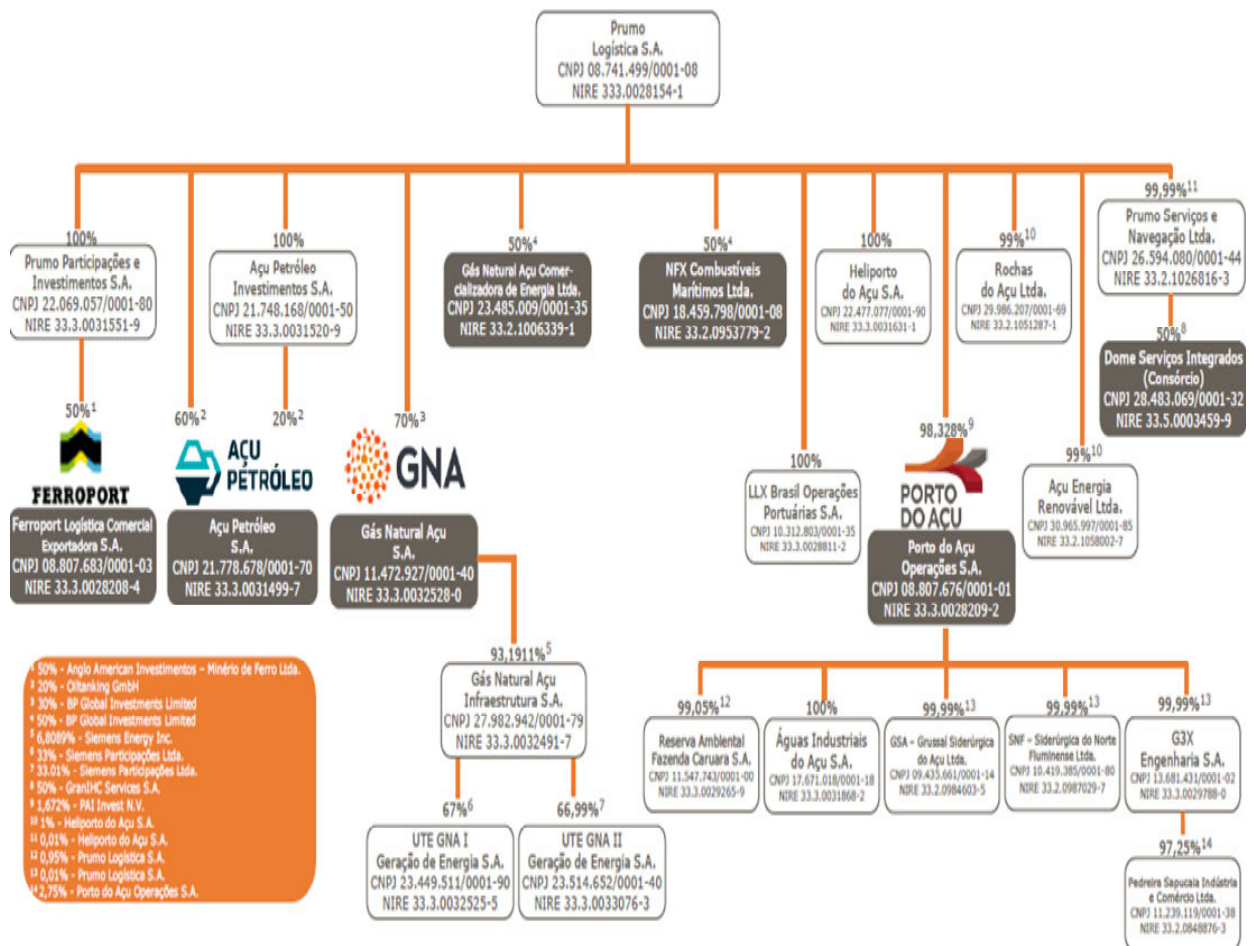 Prumo
Logística S.A.
CNPJ 08.741.499/0001-08
NIRE 333.0028154-1
100%
Prumo Participações e
Investimentos S.A.
CNPJ 22.069.057/0001-80
NIRE 33.3.0031551-9
100%
Açu Petróleo
Investimentos S.A.
CNPJ 21.748.168/0001-50
NIRE 33.3.0031520-9
50%4
Gás Natural Açu Comer-
cializadora de Energia Ltda.
CNPJ 23.485.009/0001-35
NIRE 33.2.1006339-1
50%4
NFX Combustíveis
Marítimos Ltda.
CNPJ 18.459.798/0001-08
NIRE 33.2.0953779-2
100%
Heliporto
do Açu S.A.
CNPJ 22.477.077/0001-90
NIRE 33.3.0031631-1
99%10
Rochas
do Açu Ltda.
CNPJ 29.986.207/0001-69
NIRE 33.2.1051287-1
99,99%11
Prumo Serviços e
Navegação Ltda.
CNPJ 26.594.080/0001-44
NIRE 33.2.1026816-3
50%8
Dome Serviços Integrados
(Consórcio)
CNPJ 28.483.069/0001-32
NIRE 33.5.0003459-9
50%1
FERROPORT
Ferroport Logística Comercial
Exportadora S.A.
CNPJ 08.807.683/0001-03
NIRE 33.3.0028208-4
60%2
20%2
AÇU
PETRÓLEO
Açu Petróleo
S.A.
CNPJ 21.778.678/0001-70
NIRE 33.3.0031499-7
70%3
GNA
Gás Natural Açu
S.A.
CNPJ 11.472.927/0001-40
NIRE 33.3.0032528-0
100%
LLX Brasil Operações
Portuárias S.A.
CNPJ 10.312.803/0001-35
NIRE 33.3.0028811-2
98,328%9
PORTO
DO AÇU
Porto do Açu
Operações S.A.
CNPJ 08.807.676/0001-01
NIRE 33.3.0028209-2
99%10
Açu Energia
Renovável Ltda.
CNPJ 30.965.997/0001-85
NIRE 33.2.1058002-7
93,1911%5
Gás Natural Açu
Infraestrutura S.A.
CNPJ 27.982.942/0001-79
NIRE 33.3.0032491-7
67%6
UTE GNA I
Geração de Energia S.A.
CNPJ 23.449.511/0001-90
NIRE 33.3.0032525-5
66,99%7
UTE GNA II
Geração de Energia S.A.
CNPJ 23.514.652/0001-40
NIRE 33.3.0033076-3
99,05%12
Reserva Ambiental
Fazenda Caruara S.A.
CNPJ 11.547.743/0001-00
NIRE 33.3.0029265-9
100%
Águas Industriais
do Açu S.A.
CNPJ 17.671.018/0001-18
NIRE 33.3.0031868-2
99,99%13
GSA – Grussaí Siderúrgica
do Açu Ltda.
CNPJ 09.435.661/0001-14
NIRE 33.2.0984603-5
99,99%13
SNF – Siderúrgica do Norte
Fluminense Ltda.
CNPJ 10.419.385/0001-80
NIRE 33.2.0987029-7
99,99%13
G3X
Engenharia S.A.
CNPJ 13.681.431/0001-02
NIRE 33.3.0029788-0
97,25%14
Pedreira Sapucaia Indústria
e Comércio Ltda.
CNPJ 11.239.119/0001-38
NIRE 33.2.0848876-3
1 50% - Anglo American Investimentos – Minério de Ferro Ltda.
2 20% - Oiltanking GmbH
3 30% - BP Global Investments Limited
4 50% - BP Global Investments Limited
5 6,8089% - Siemens Energy Inc.
6 33% - Siemens Participações Ltda.
7 33.01% - Siemens Participações Ltda.
8 50% - GranIHC Services S.A.
9 1,672% - PAI Invest N.V.
10 1% - Heliporto do Açu S.A.
11 0,01% - Heliporto do Açu S.A.
12 0,95% - Prumo Logística S.A.
13 0,01% - Prumo Logística S.A.
14 2,75% - Porto do Açu Operações S.A.